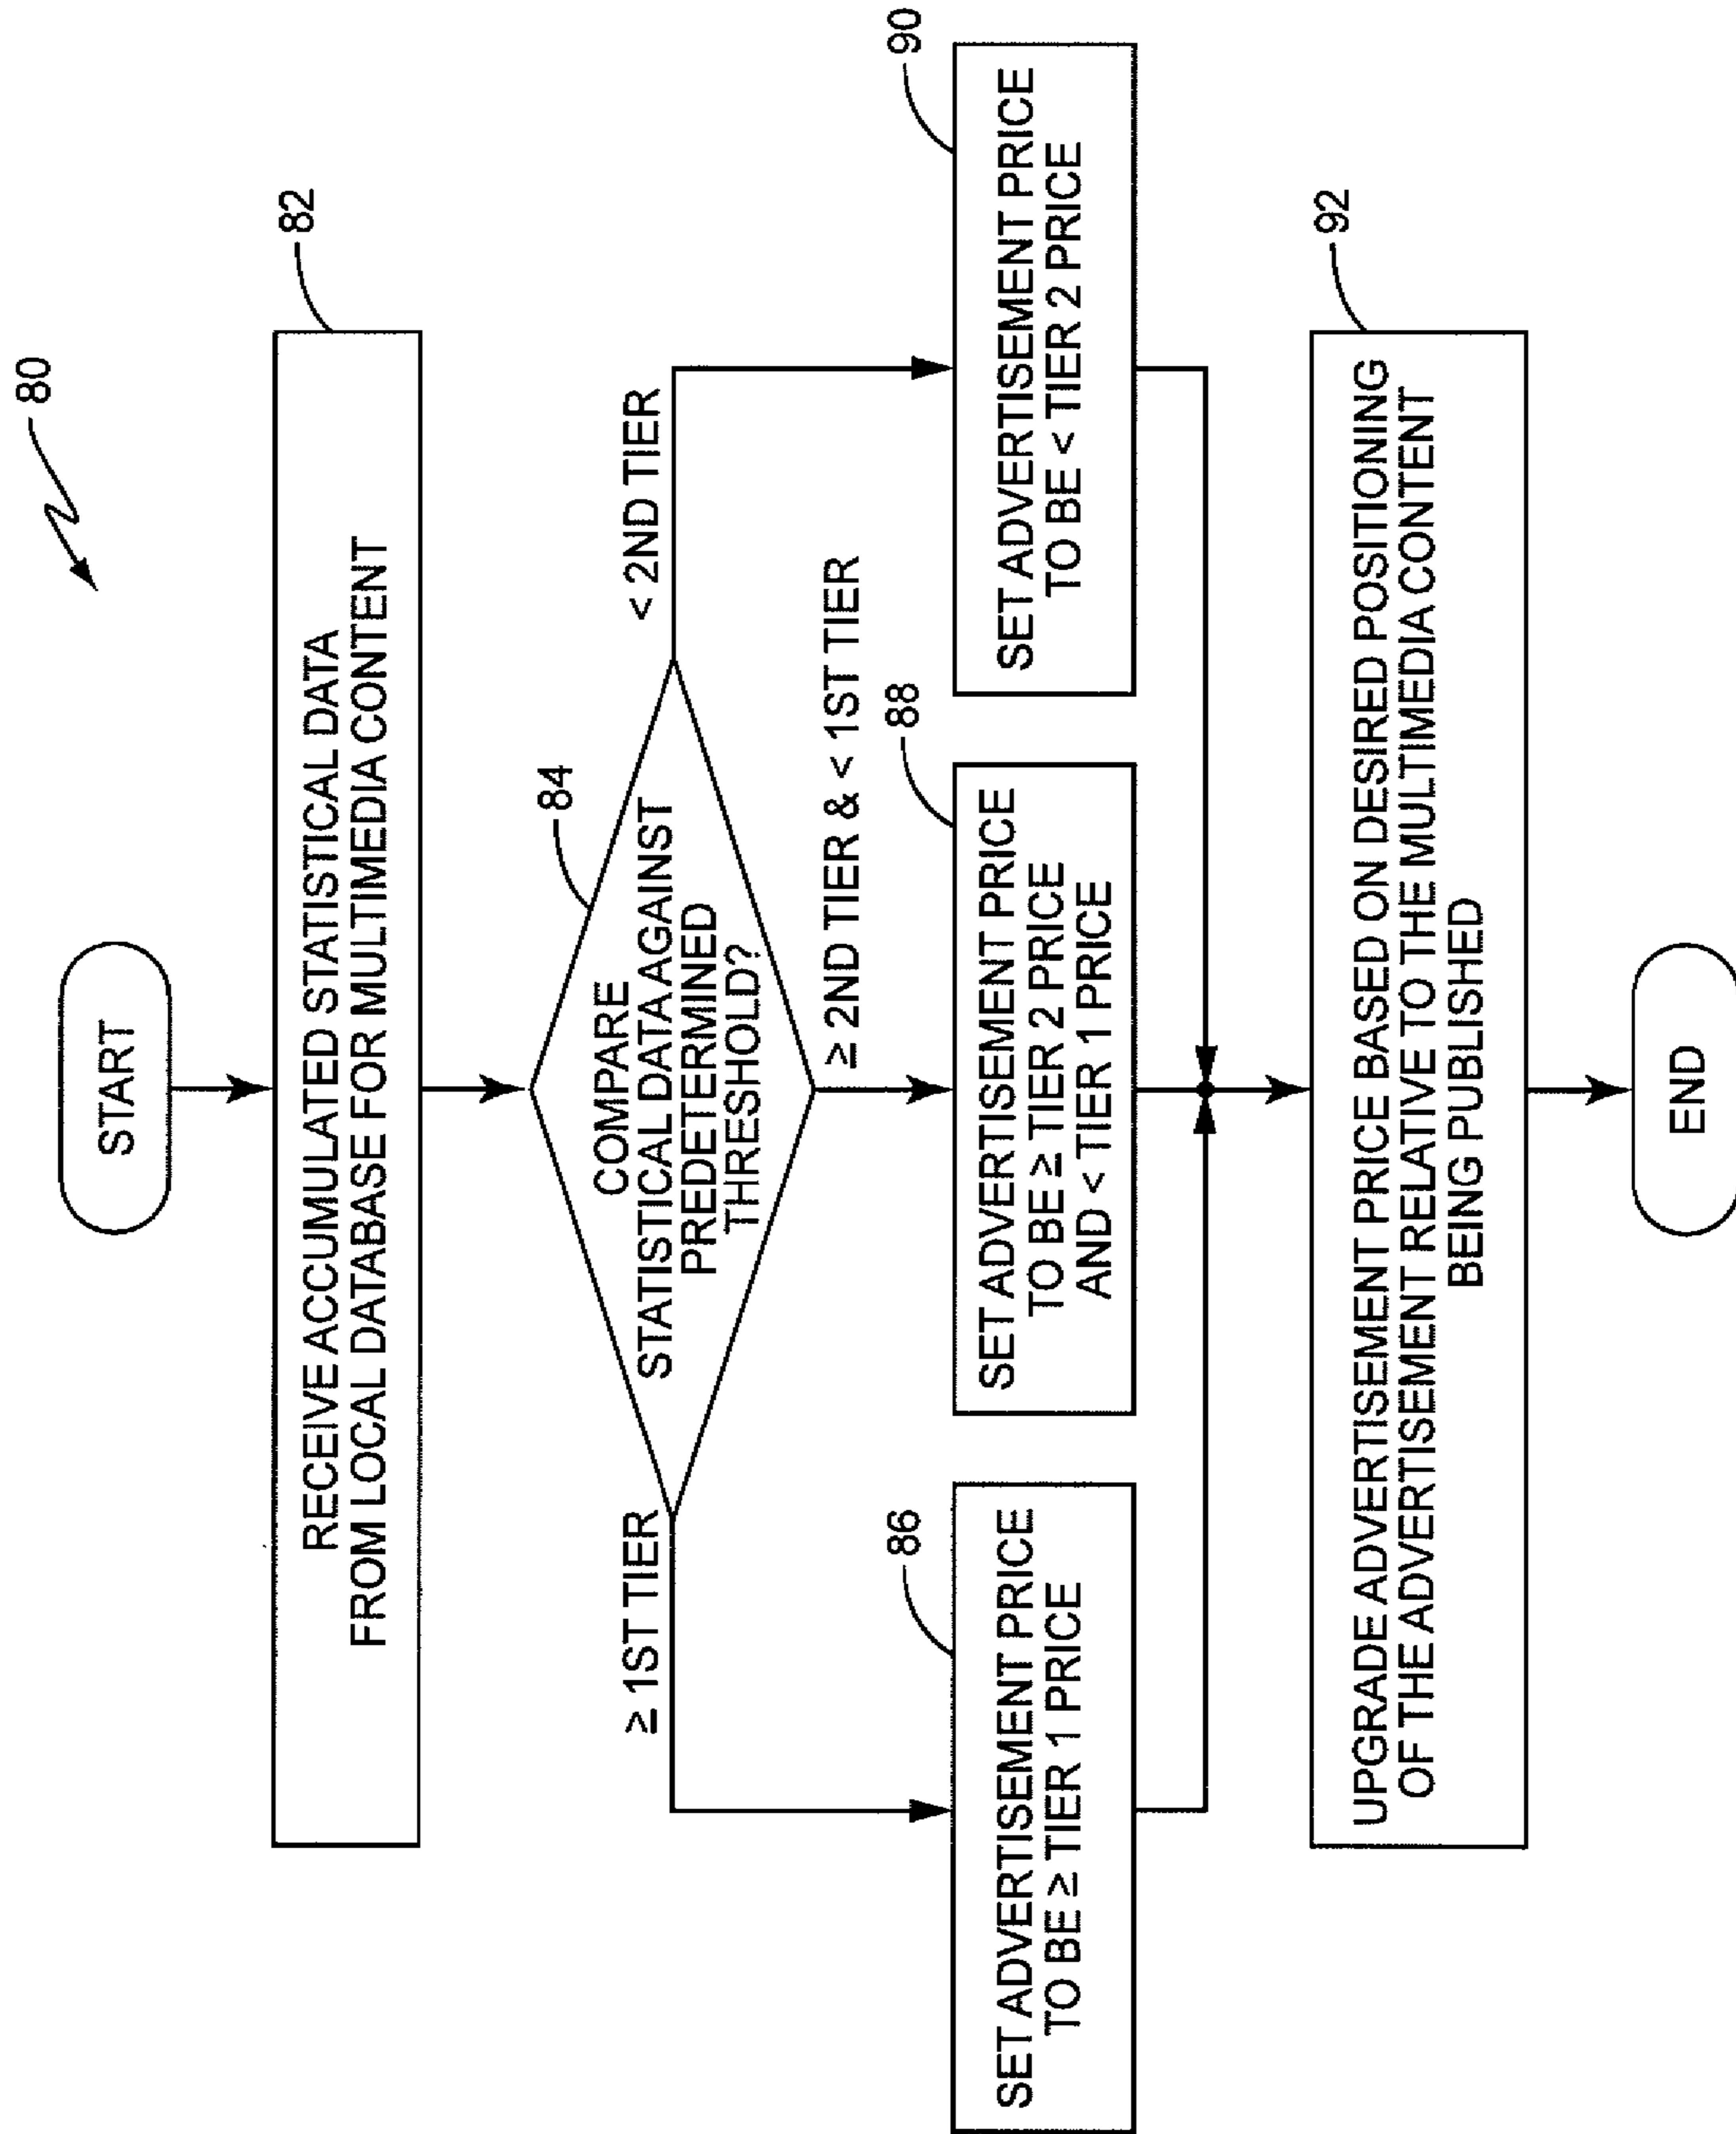 80
START
82
RECEIVE ACCUMULATED STATISTICAL DATA
FROM LOCAL DATABASE FOR MULTIMEDIA CONTENT
84
COMPARE
STATISTICAL DATA AGAINST
PREDETERMINED
THRESHOLD?
≥ 1ST TIER
≥ 2ND TIER & < 1ST TIER
< 2ND TIER
86
SET ADVERTISEMENT PRICE
TO BE ≥ TIER 1 PRICE
88
SET ADVERTISEMENT PRICE
TO BE ≥ TIER 2 PRICE
AND < TIER 1 PRICE
90
SET ADVERTISEMENT PRICE
TO BE < TIER 2 PRICE
92
UPGRADE ADVERTISEMENT PRICE BASED ON DESIRED POSITIONING
OF THE ADVERTISEMENT RELATIVE TO THE MULTIMEDIA CONTENT
BEING PUBLISHED
END